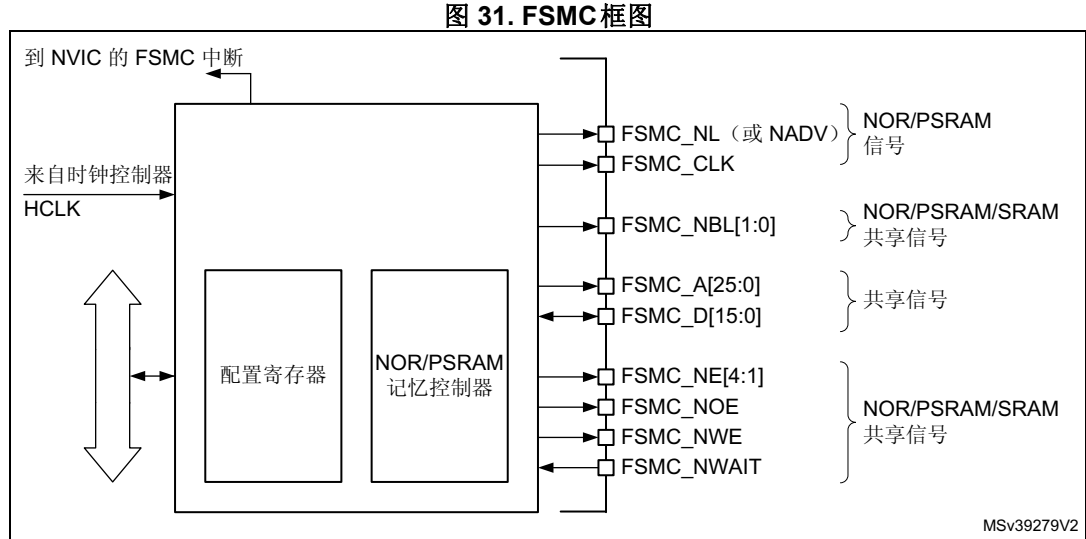 图 31. FSMC框图
到 NVIC 的 FSMC 中断
来自时钟控制器
HCLK
配置寄存器
NOR/PSRAM
记忆控制器
FSMC_NL（或 NADV）
FSMC_CLK
NOR/PSRAM
信号
FSMC_NBL[1:0]
NOR/PSRAM/SRAM
共享信号
FSMC_A[25:0]
FSMC_D[15:0]
共享信号
FSMC_NE[4:1]
FSMC_NOE
FSMC_NWE
FSMC_NWAIT
NOR/PSRAM/SRAM
共享信号
MSv39279V2